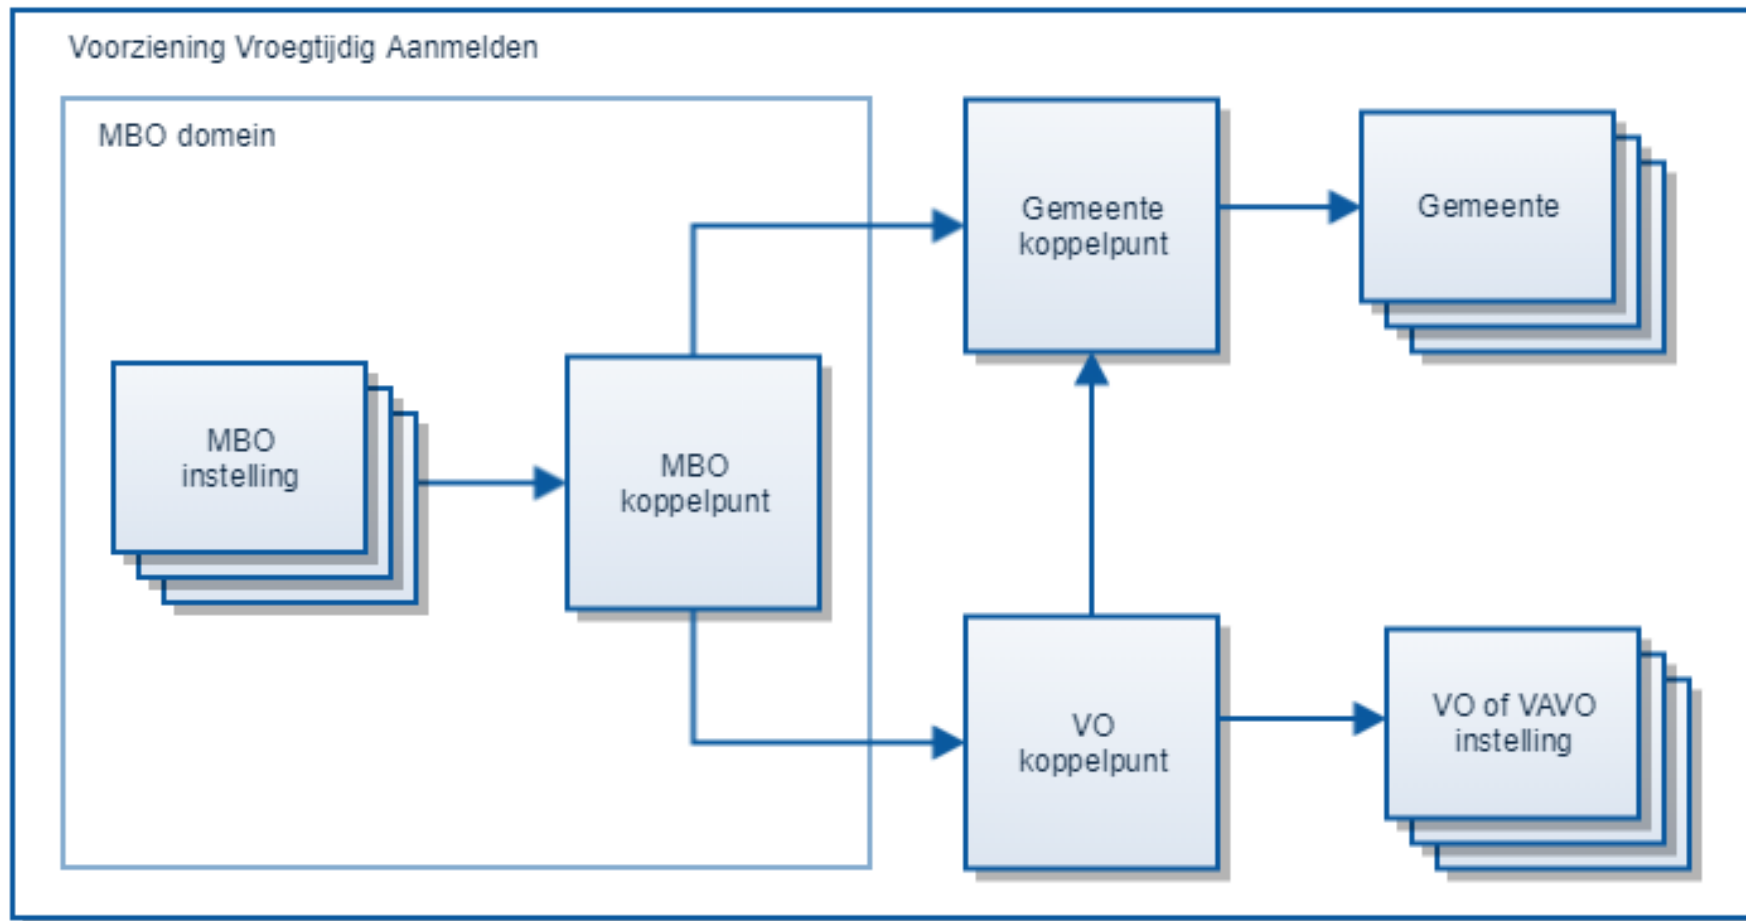 Voorziening Vroegtijdig Aanmelden
MBO domein
MBO
instelling
MBO
koppelpunt
Gemeente
koppelpunt
Gemeente
VO
koppelpunt
VO of VAVO
instelling